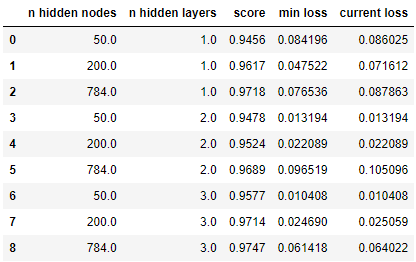 n hidden nodes n hidden layers score min loss current loss
0 50.0 1.0 0.9456 0.084196 0.086025
1 200.0 1.0 0.9617 0.047522 0.071612
2 784.0 1.0 0.9718 0.076536 0.087863
3 50.0 2.0 0.9478 0.013194 0.013194
4 200.0 2.0 0.9524 0.022089 0.022089
5 784.0 2.0 0.9689 0.096519 0.105096
6 50.0 3.0 0.9577 0.010408 0.010408
7 200.0 3.0 0.9714 0.024690 0.025059
8 784.0 3.0 0.9747 0.061418 0.064022